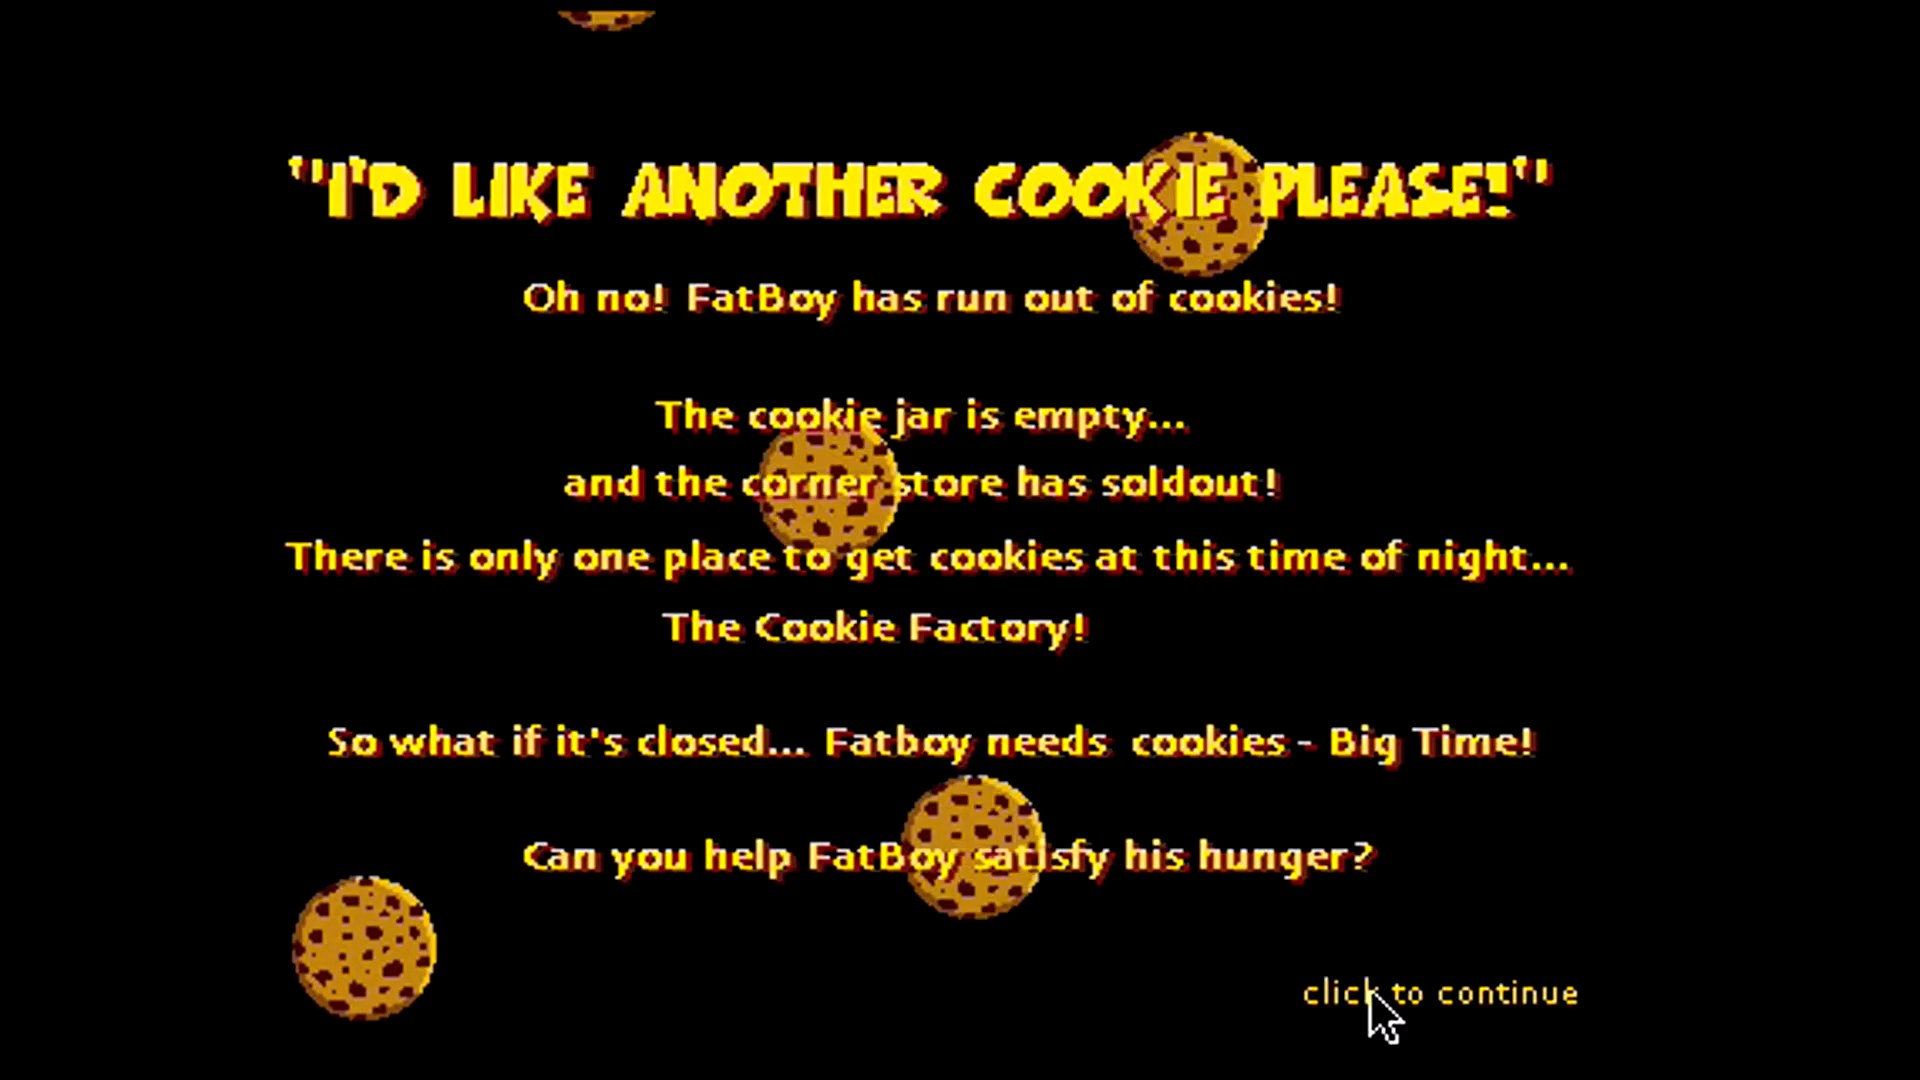 "I'D LIKE ANOTHER COOKIE PLEASE!"
Oh no! FatBoy has run out of cookies!
The cookie jar is empty...
and the corner store has soldout!
There is only one place to get cookies at this time of night...
The Cookie Factory!
So what if it's closed... Fatboy needs cookies - Big Time!
Can you help FatBoy satisfy his hunger?
click to continue